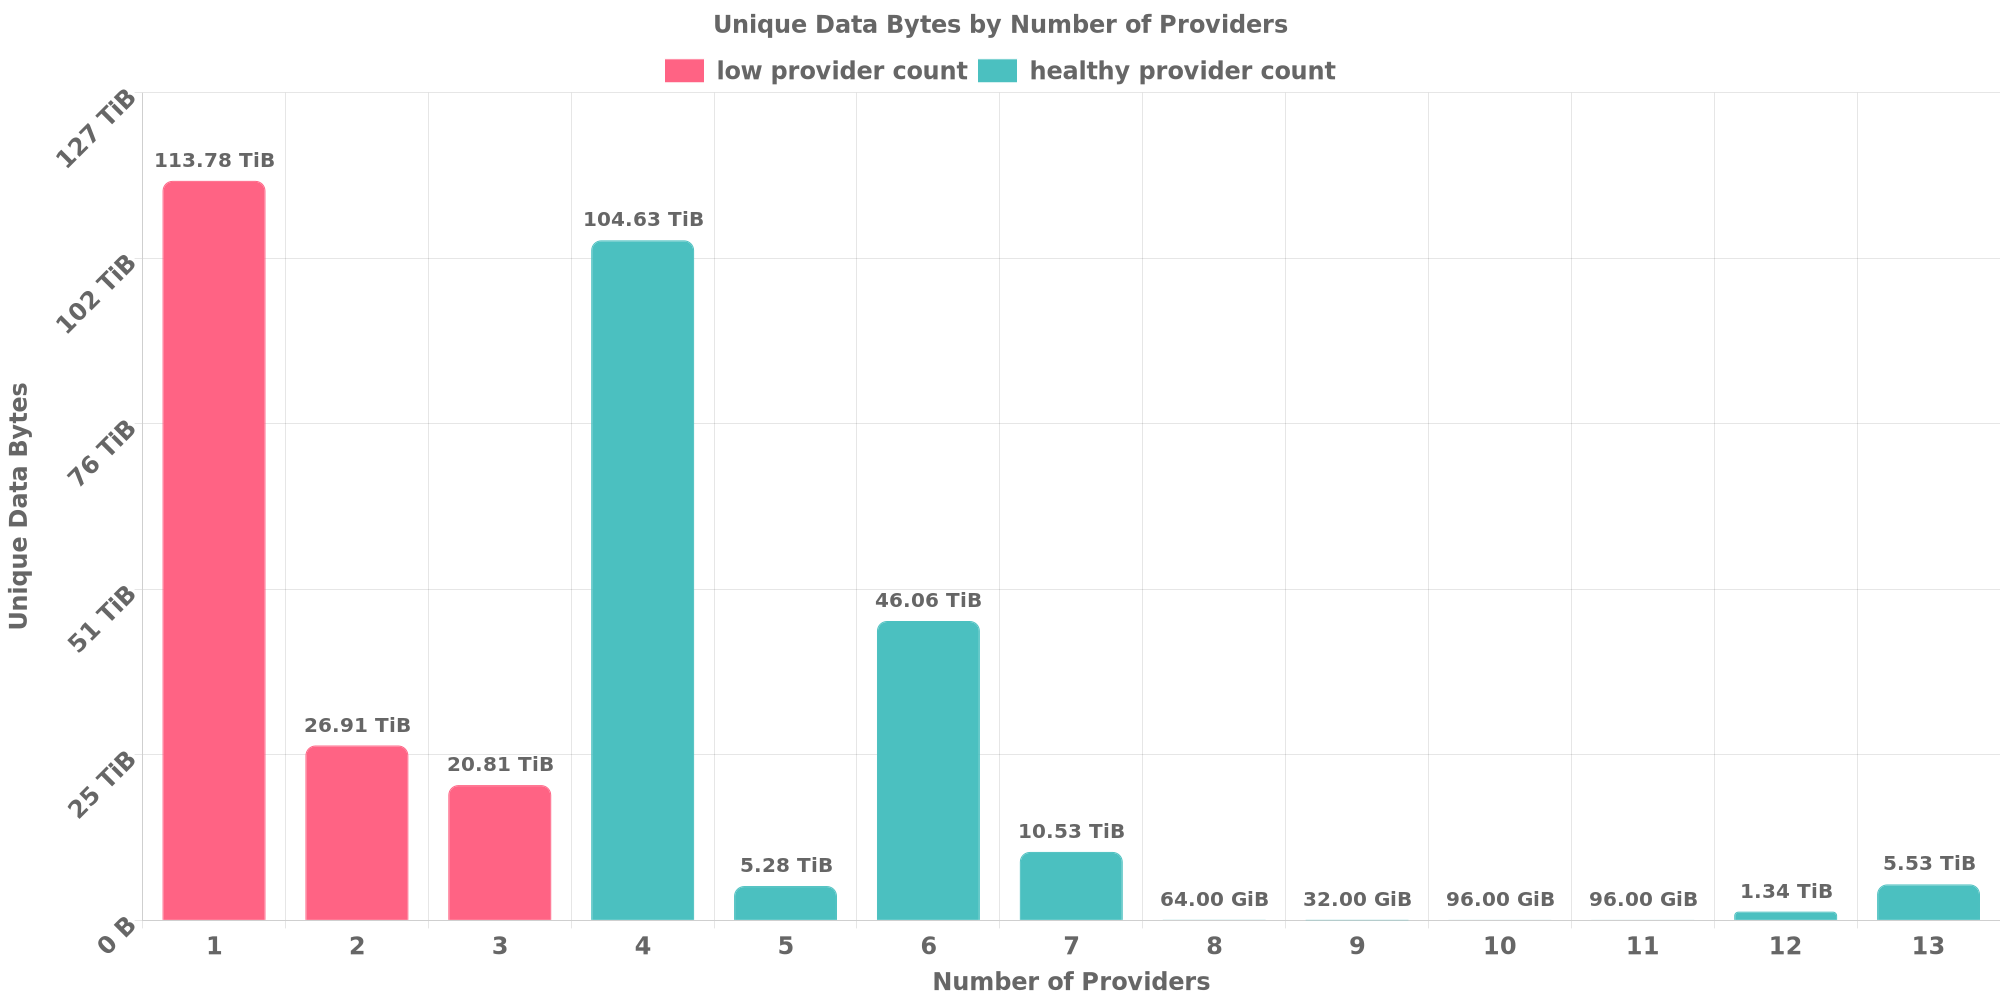 Unique Data Bytes by Number of Providers
low provider count healthy provider count
127 TiB
102 TiB
76 TiB
51 TiB
25 TiB
0 B
Unique Data Bytes
113.78 TiB
26.91 TiB
20.81 TiB
104.63 TiB
5.28 TiB
46.06 TiB
10.53 TiB
64.00 GiB
32.00 GiB
96.00 GiB
96.00 GiB
1.34 TiB
5.53 TiB
1 2 3 4 5 6 7 8 9 10 11 12 13
Number of Providers